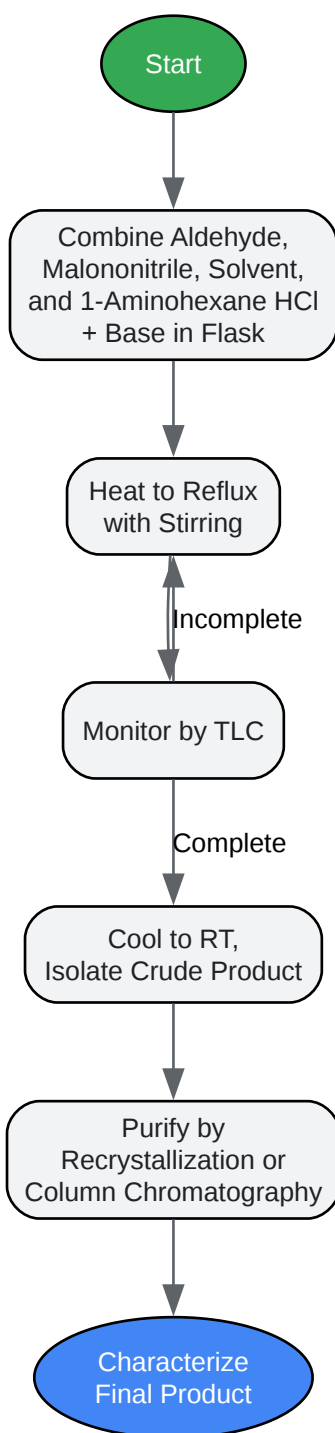 Start
Combine Aldehyde,
Malononitrile, Solvent,
and 1-Aminohexane HCl
+ Base in Flask
Heat to Reflux
with Stirring
Incomplete
Monitor by TLC
Complete
Cool to RT,
Isolate Crude Product
Purify by
Recrystallization or
Column Chromatography
Characterize
Final Product